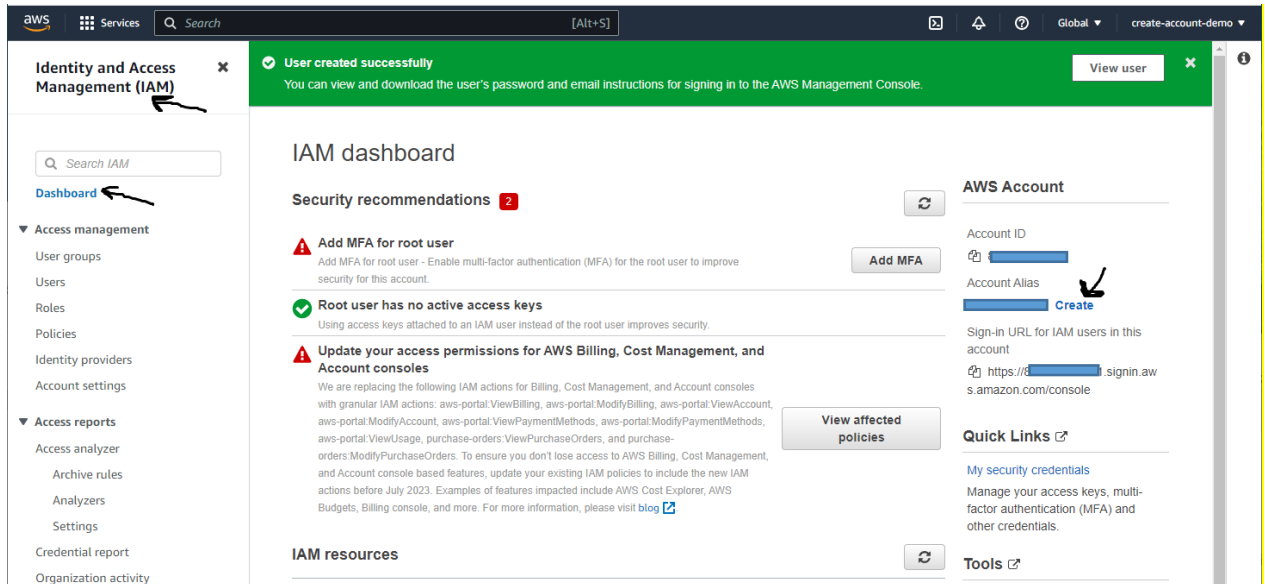 aws
Services
Search
[Alt+S]
Global
create-account-demo
Identity and Access
Management (IAM)
Search IAM
Dashboard
Access management
User groups
Users
Roles
Policies
Identity providers
Account settings
Access reports
Access analyzer
Archive rules
Analyzers
Settings
Credential report
Organization activity
User created successfully
You can view and download the user's password and email instructions for signing in to the AWS Management Console.
View user
IAM dashboard
Security recommendations 2
Add MFA for root user
Add MFA for root user - Enable multi-factor authentication (MFA) for the root user to improve
security for this account.
Add MFA
Root user has no active access keys
Using access keys attached to an IAM user instead of the root user improves security.
Update your access permissions for AWS Billing, Cost Management, and
Account consoles
We are replacing the following IAM actions for Billing, Cost Management, and Account consoles
with granular IAM actions: aws-portal:ViewBilling, aws-portal:ModifyBilling, aws-portal:ViewAccount,
aws-portal:ModifyAccount, aws-portal:ViewPaymentMethods, aws-portal:ModifyPaymentMethods,
aws-portal:ViewUsage, purchase-orders:ViewPurchaseOrders, and purchase-
orders:ModifyPurchaseOrders. To ensure you don't lose access to AWS Billing, Cost Management,
and Account console based features, update your existing IAM policies to include the new IAM
actions before July 2023. Examples of features impacted include AWS Cost Explorer, AWS
Budgets, Billing console, and more. For more information, please visit blog
View affected
policies
IAM resources
AWS Account
Account ID
Account Alias
Create
Sign-in URL for IAM users in this
account
https://8 1.signin.aw
s.amazon.com/console
Quick Links
My security credentials
Manage your access keys, multi-
factor authentication (MFA) and
other credentials.
Tools